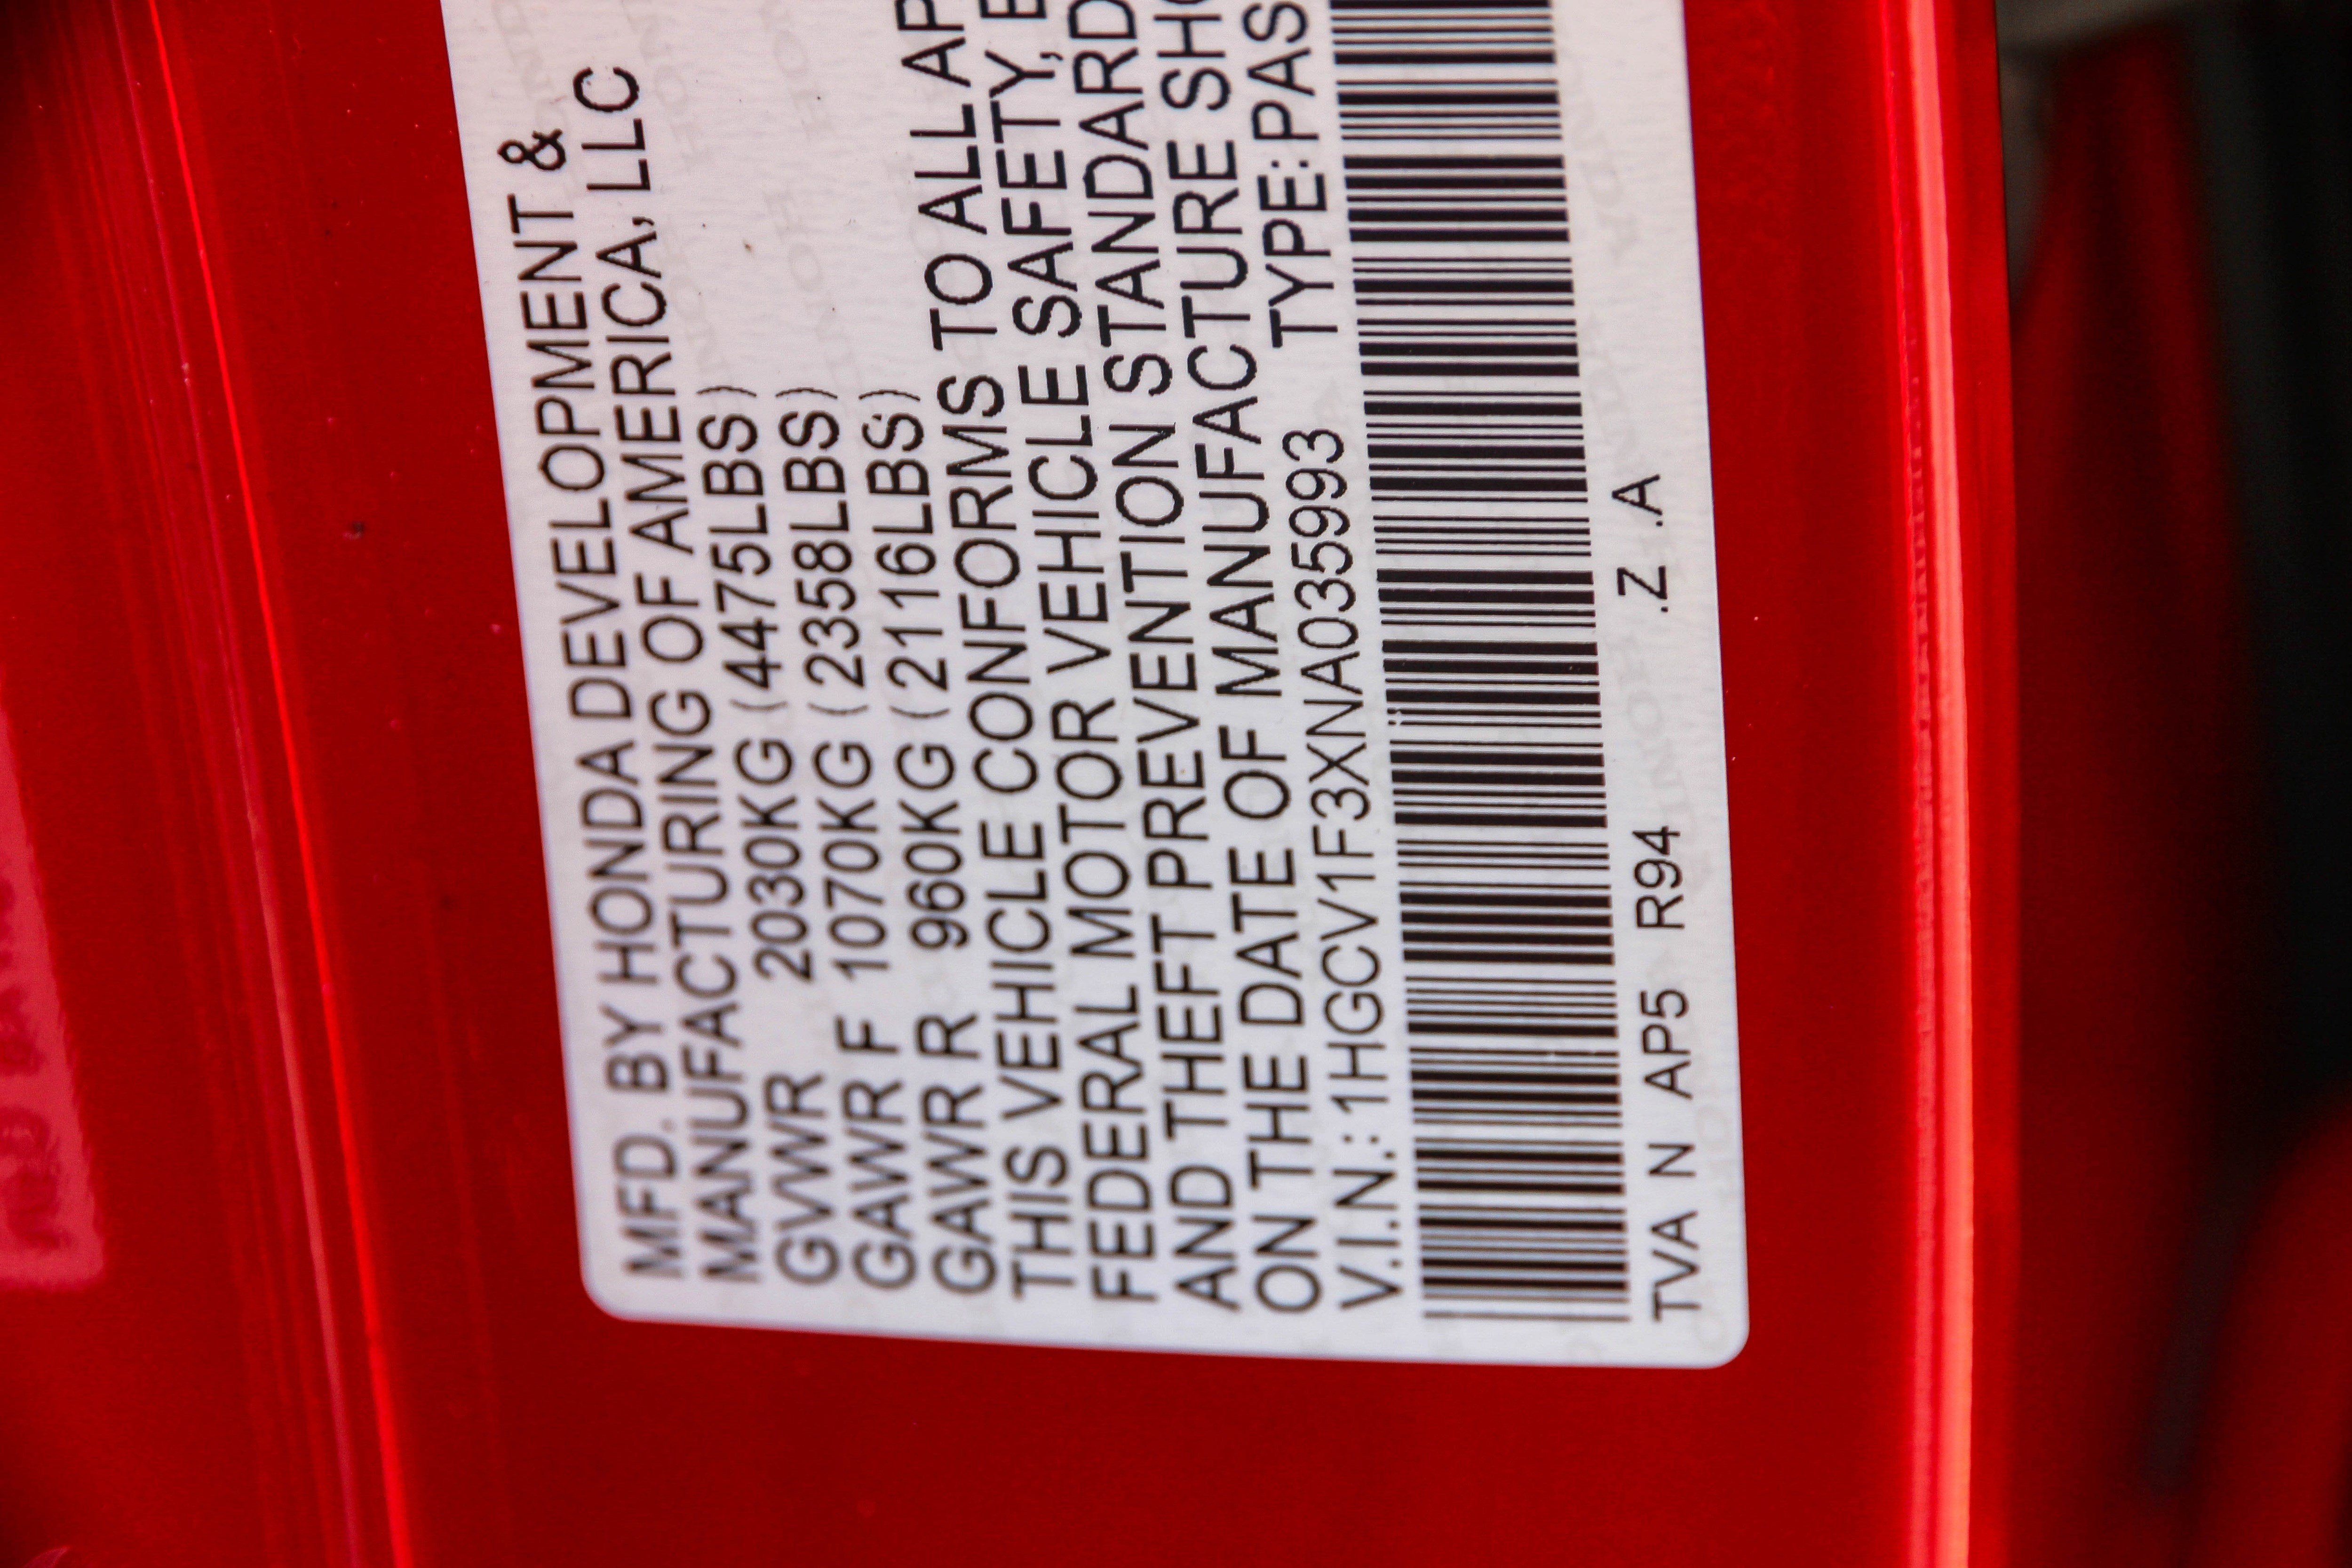 MFD. BY HONDA DEVELOPMENT &
MANUFACTURING OF AMERICA, LLC
GVWR 2030KG (4475LBS)
GAWR F 1070KG (2358LBS)
GAWR R 960KG (2116LBS)
THIS VEHICLE CONFORMS TO ALL AP
FEDERAL MOTOR VEHICLE SAFETY, B
AND THEFT PREVENTION STANDARD
ON THE DATE OF MANUFACTURE SHO
V.I.N.: 1HGCV1F3XNA035993 TYPE:PAS
TVA N AP5 R94 .Z .A